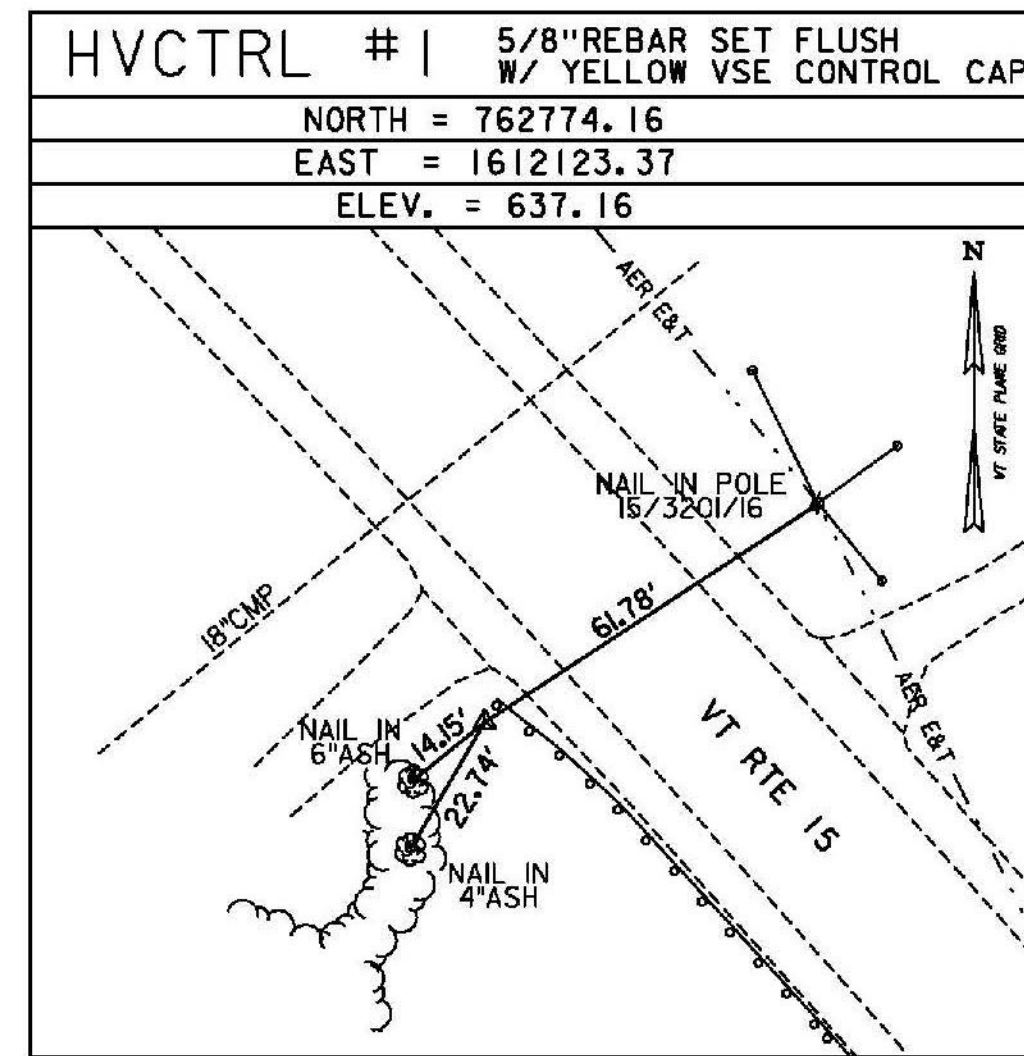 HVCTRL #1
5/8"REBAR SET FLUSH
W/ YELLOW VSE CONTROL CAP
NORTH = 762774.16
EAST = 1612123.37
ELEV. = 637.16
N
VT STATE PLANE GRID
AER E&T
NAIL IN POLE
15/3201/16
61.78'
18"CMP
NAIL IN
6"ASH
14.15'
22.74'
NAIL IN
4"ASH
VT RTE 15
AER E&T